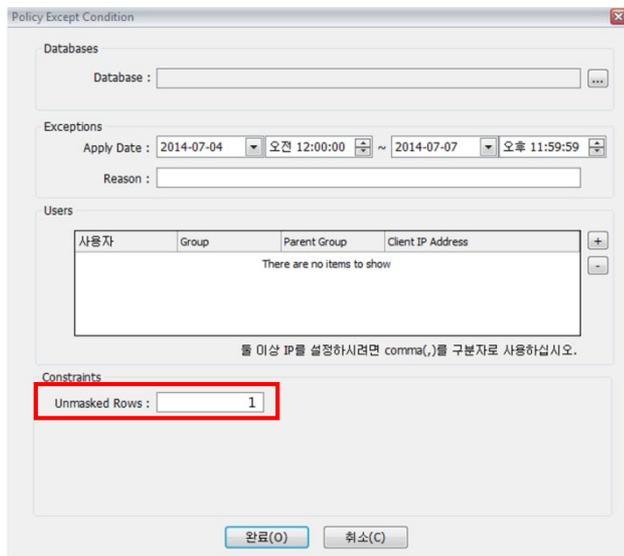 Policy Except Condition
Databases
Database :
...
Exceptions
Apply Date : 2014-07-04 오전 12:00:00 ~ 2014-07-07 오후 11:59:59
Reason :
Users
사용자 Group Parent Group Client IP Address
+
There are no items to show
-
둘 이상 IP를 설정하시려면 comma(,)를 구분자로 사용하십시오.
Constraints
Unmasked Rows : 1
완료(O) 취소(C)